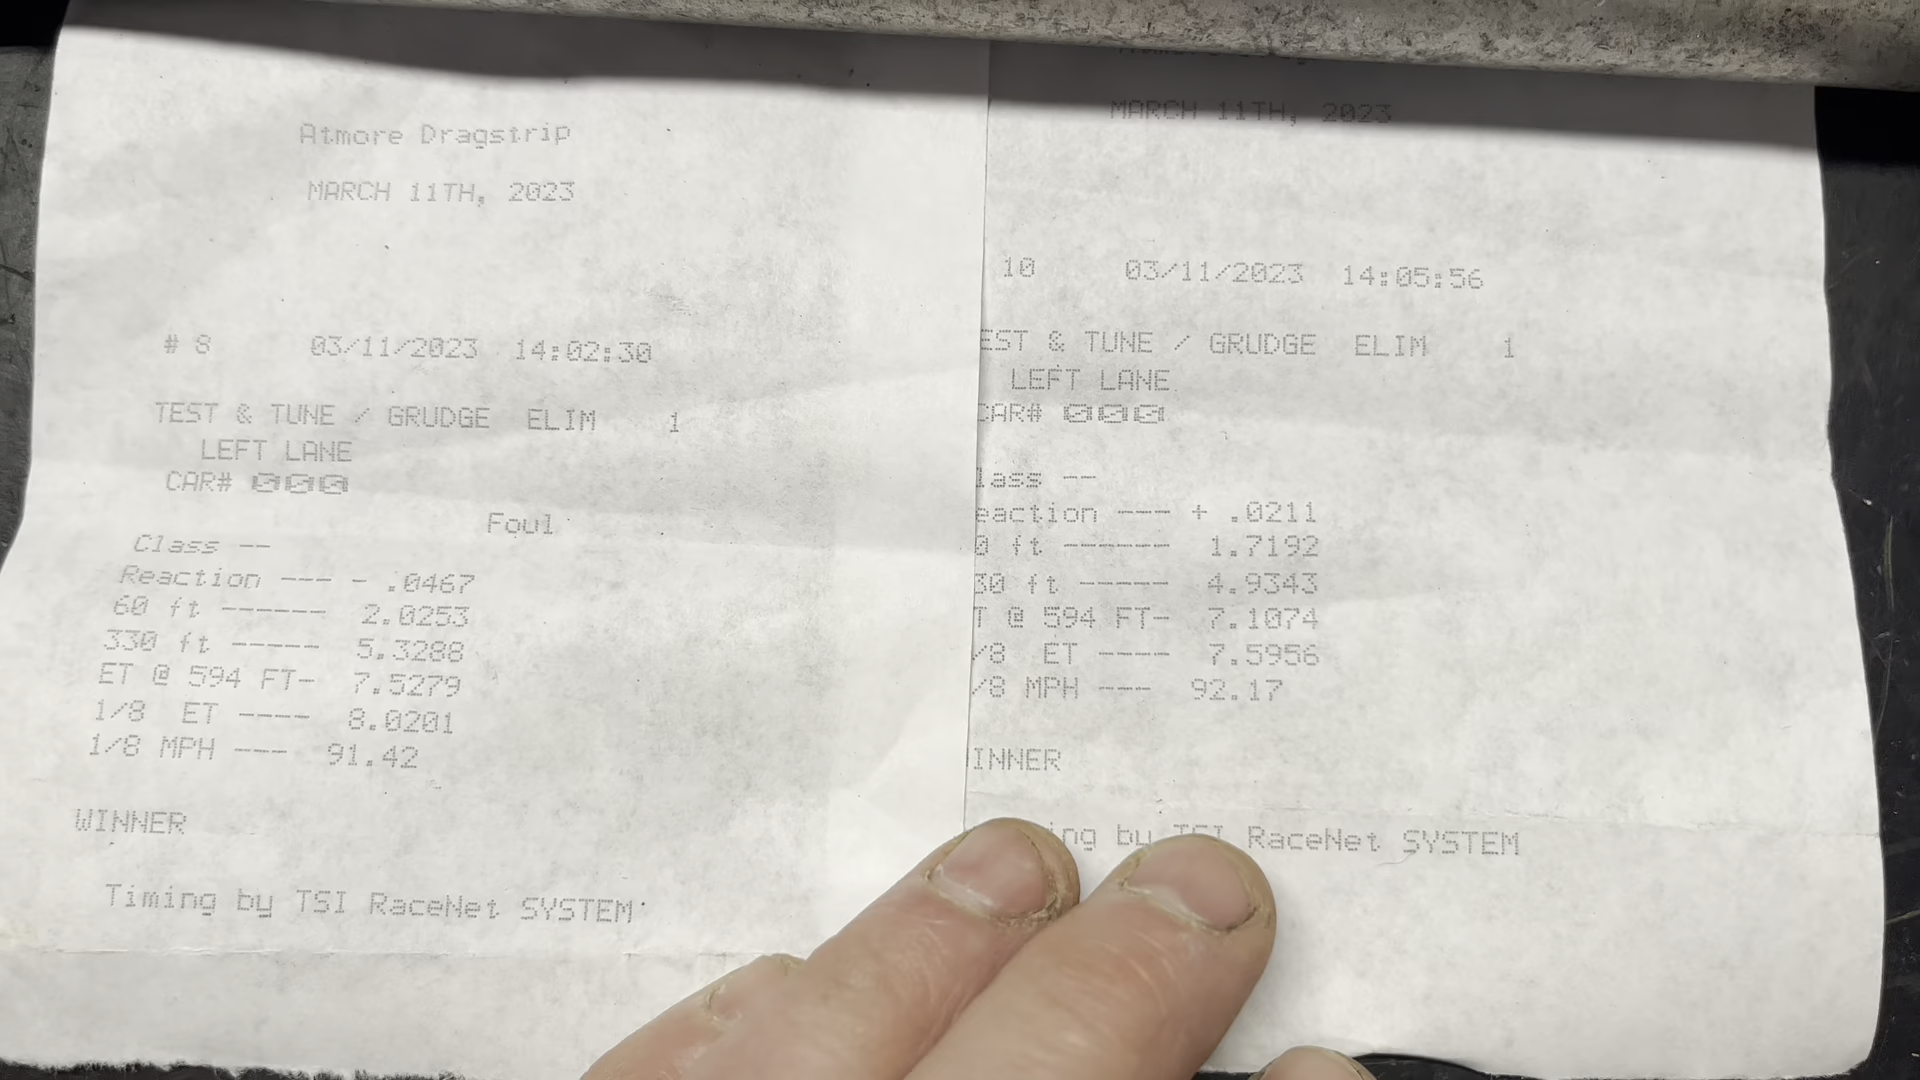 Atmore Dragstrip
MARCH 11TH, 2023
# 8 03/11/2023 14:02:30
TEST & TUNE / GRUDGE ELIM 1
LEFT LANE
CAR# 000
Foul
Class --
Reaction --- - .0467
60 ft ------ 2.0253
330 ft ----- 5.3288
ET @ 594 FT- 7.5279
1/8 ET ---- 8.0201
1/8 MPH --- 91.42
WINNER
Timing by TSI RaceNet SYSTEM
MARCH 11TH, 2023
10 03/11/2023 14:05:56
EST & TUNE / GRUDGE ELIM 1
LEFT LANE
CAR# 000
lass --
eaction --- + .0211
0 ft ------ 1.7192
30 ft ----- 4.9343
T @ 594 FT- 7.1074
/8 ET ---- 7.5956
/8 MPH --- 92.17
INNER
ng by TSI RaceNet SYSTEM